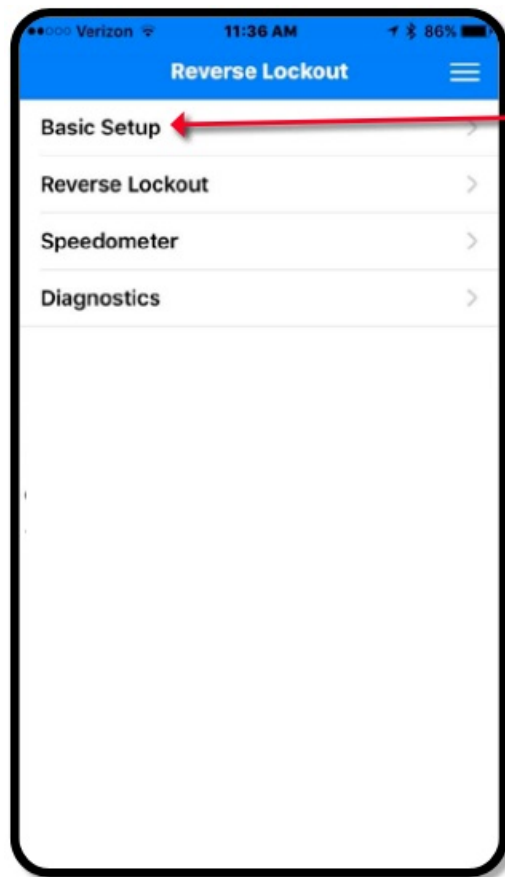 Verizon 11:36 AM 86%
Reverse Lockout
Basic Setup
Reverse Lockout
Speedometer
Diagnostics